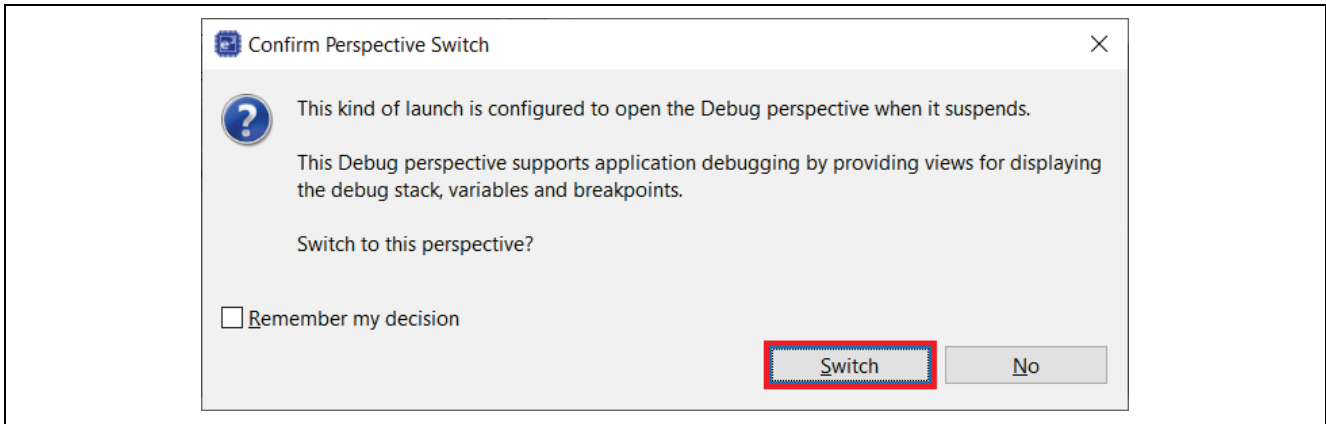 Confirm Perspective Switch
This kind of launch is configured to open the Debug perspective when it suspends.
This Debug perspective supports application debugging by providing views for displaying
the debug stack, variables and breakpoints.
Switch to this perspective?
Remember my decision
Switch No